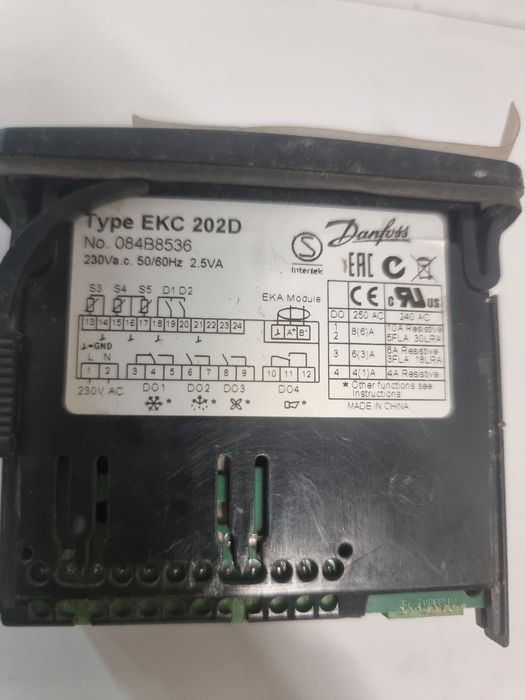 Type EKC 202D
No. 084B8536
230Va.c. 50/60Hz 2.5VA
S
Intertek
Danfoss
EAC
CE
c UR US
S3 S4 S5 D1 D2
EKA Module
13 14 15 16 17 18 19 20 21 22 23 24
A+ B-
⊥=GND
L N
1 2 3 4 5 6 7 8 9 10 11 12
230V AC DO1 DO2 DO3 DO4
* * * *
DO 250 AC 240 AC
1 2 8(6)A 10A Resistive
5FLA 30LRA
3 6(3)A 6A Resistive
3FLA 18LRA
4 4(1)A 4A Resistive
* Other functions see
Instructions
MADE IN CHINA